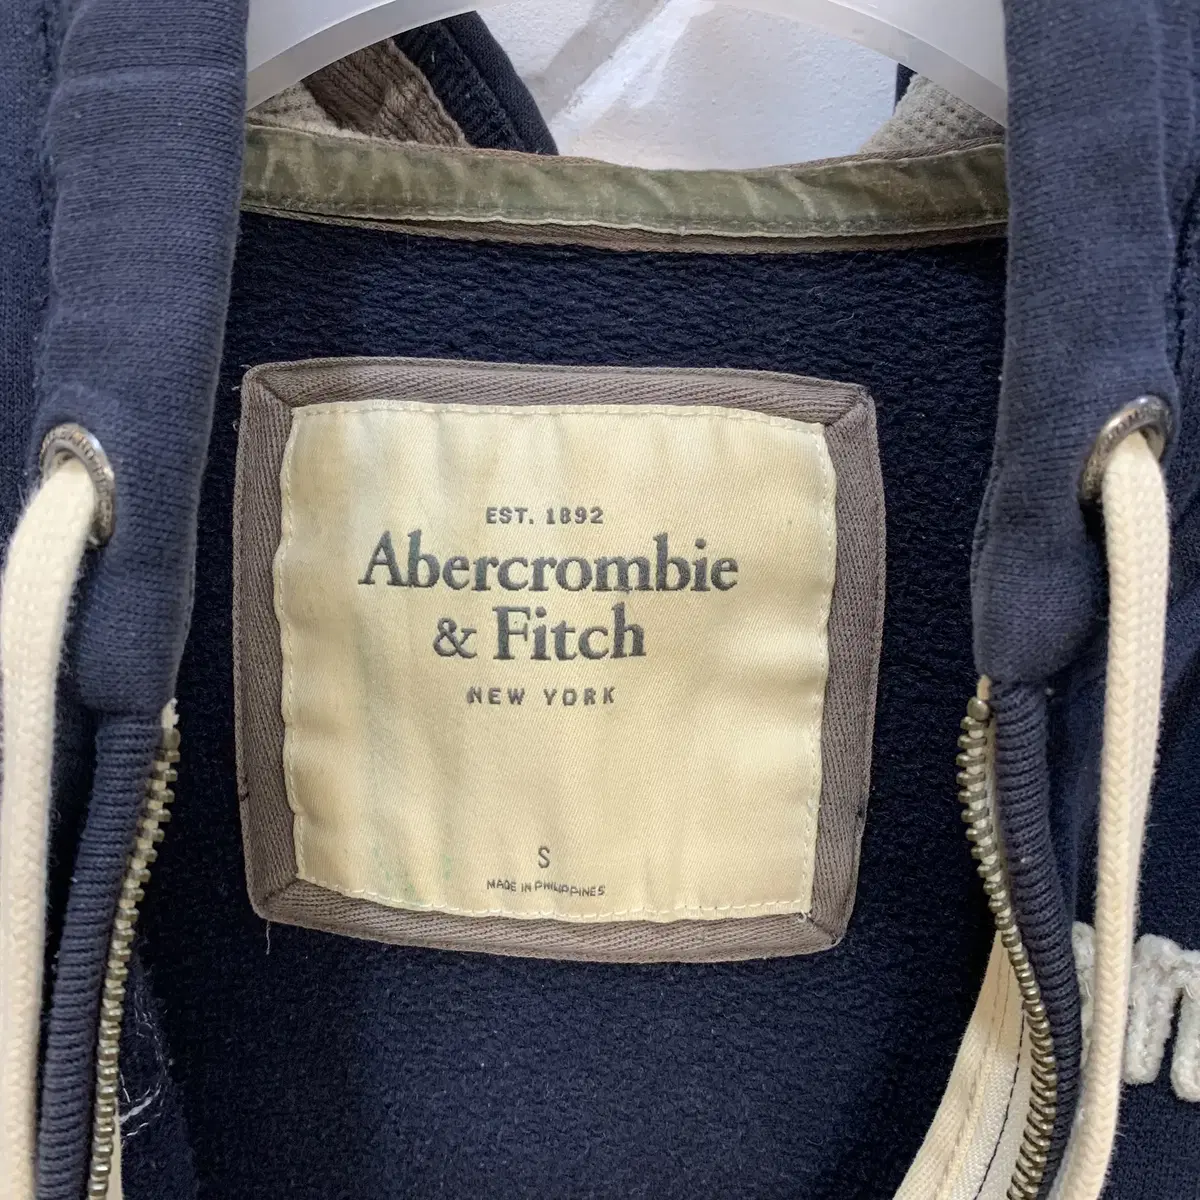 EST. 1892
Abercrombie
& Fitch
NEW YORK
S
MADE IN PHILIPPINES